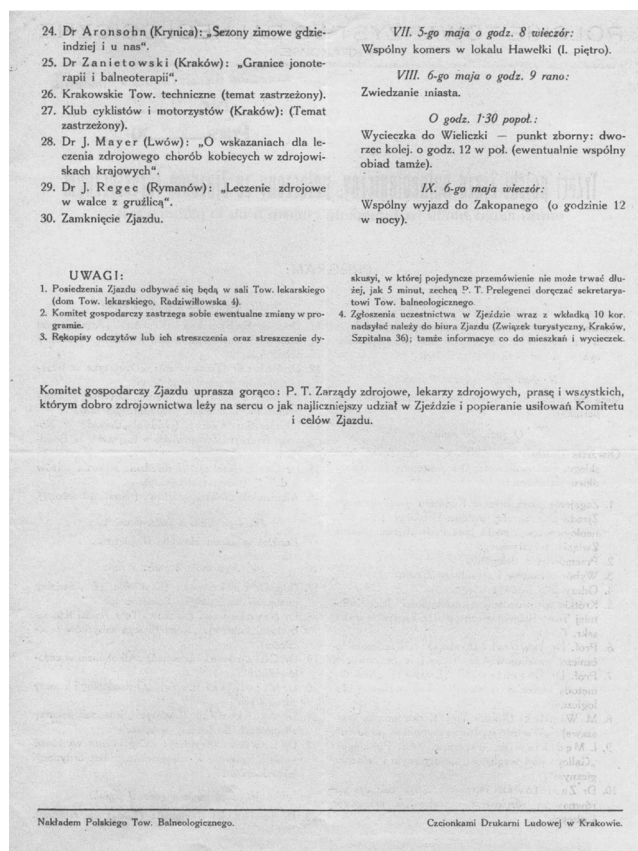 24. Dr Aronsohn (Krynica): „Sezony zimowe gdzie-
indziej i u nas“.
25. Dr Zanietowski (Kraków): „Granice jonote-
rapii i balneoterapii“.
26. Krakowskie Tow. techniczne (temat zastrzeżony).
27. Klub cyklistów i motorzystów (Kraków): (Temat
zastrzeżony).
28. Dr J. Mayer (Lwów): „O wskazaniach dla le-
czenia zdrojowego chorób kobiecych w zdrojowi-
skach krajowych“.
29. Dr J. Regec (Rymanów): „Leczenie zdrojowe
w walce z gruźlicą“.
30. Zamknięcie Zjazdu.
VII. 5-go maja o godz. 8 wieczór:
Wspólny komers w lokalu Hawełki (I. piętro).
VIII. 6-go maja o godz. 9 rano:
Zwiedzanie miasta.
O godz. 1·30 popoł.:
Wycieczka do Wieliczki — punkt zborny: dwo-
rzec kolej. o godz. 12 w poł. (ewentualnie wspólny
obiad tamże).
IX. 6-go maja wieczór:
Wspólny wyjazd do Zakopanego (o godzinie 12
w nocy).
UWAGI:
1. Posiedzenia Zjazdu odbywać się będą w sali Tow. lekarskiego
(dom Tow. lekarskiego, Radziwiłłowska 4).
2. Komitet gospodarczy zastrzega sobie ewentualne zmiany w pro-
gramie.
3. Rękopisy odczytów lub ich streszczenia oraz streszczenie dy-
skusyi, w której pojedyncze przemówienie nie może trwać dłu-
żej, jak 5 minut, zechcą P. T. Prelegenci doręczać sekretarya-
towi Tow. balneologicznego.
4. Zgłoszenia uczestnictwa w Zjeździe wraz z wkładką 10 kor.
nadsyłać należy do biura Zjazdu (Związek turystyczny, Kraków,
Szpitalna 36); tamże informacye co do mieszkań i wycieczek.
Komitet gospodarczy Zjazdu uprasza gorąco: P. T. Zarządy zdrojowe, lekarzy zdrojowych, prasę i wszystkich,
którym dobro zdrojownictwa leży na sercu o jak najliczniejszy udział w Zjeździe i popieranie usiłowań Komitetu
i celów Zjazdu.
Nakładem Polskiego Tow. Balneologicznego.
Czcionkami Drukarni Ludowej w Krakowie.